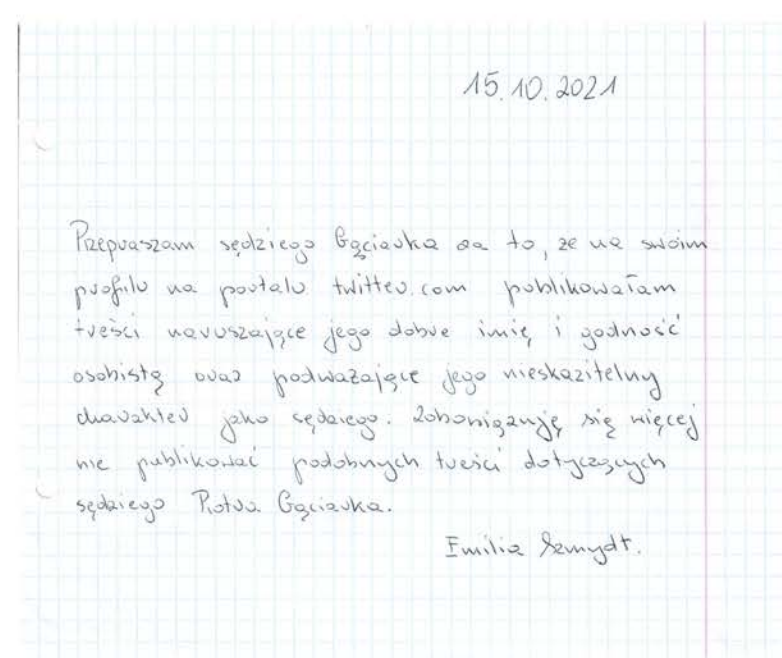 15.10.2021
Przepraszam sędziego Gąciarka za to, że na swoim
profilu na portalu twitter.com publikowałam
treści naruszające jego dobre imię i godność
osobistą oraz podważające jego nieskazitelny
charakter jako sędziego. Zobowiązuję się więcej
nie publikować podobnych treści dotyczących
sędziego Piotra Gąciarka.
Emilia Szmydt.